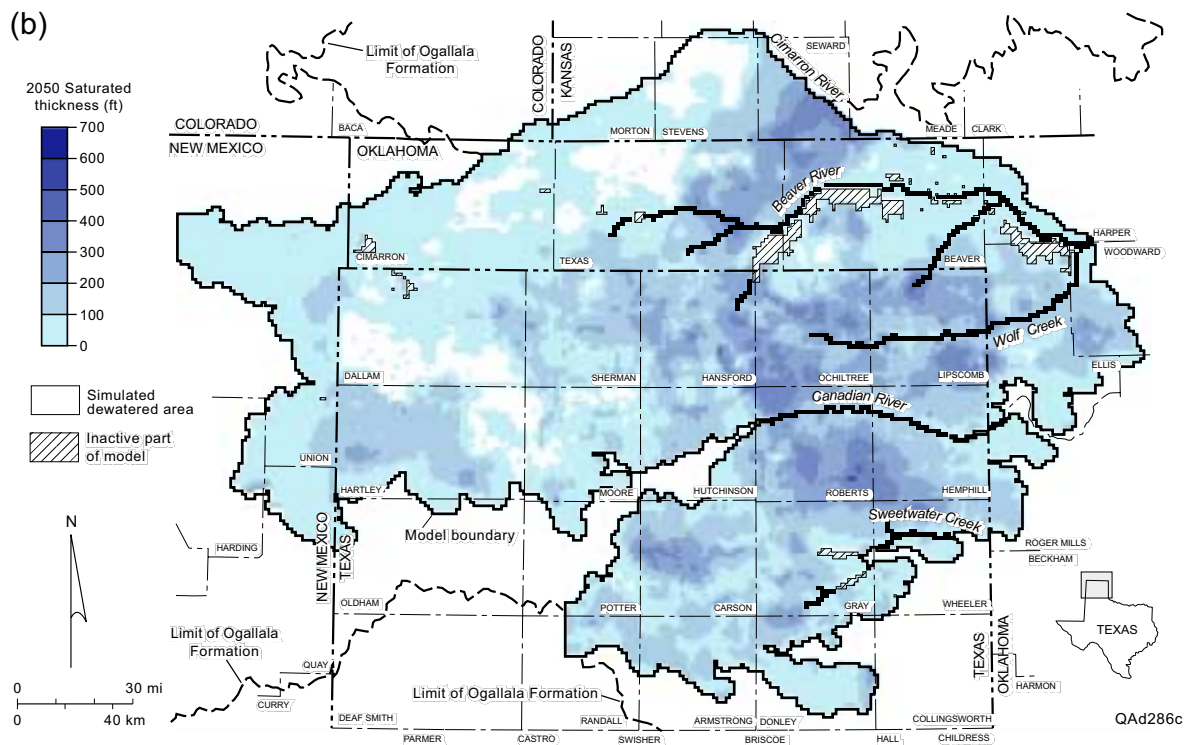 (b)
Limit of Ogallala
Formation
2050 Saturated
thickness (ft)
700
600
500
400
300
200
100
0
Simulated
dewatered area
Inactive part
of model
COLORADO
NEW MEXICO
BACA
OKLAHOMA
COLORADO
KANSAS
MORTON
STEVENS
SEWARD
Cimarron River
MEADE
CLARK
Beaver River
HARPER
WOODWARD
CIMARRON
TEXAS
BEAVER
Wolf Creek
ELLIS
DALLAM
SHERMAN
HANSFORD
OCHILTREE
LIPSCOMB
Canadian River
UNION
HARTLEY
MOORE
HUTCHINSON
ROBERTS
HEMPHILL
Model boundary
Sweetwater Creek
HARDING
NEW MEXICO
TEXAS
ROGER MILLS
BECKHAM
OLDHAM
POTTER
CARSON
GRAY
WHEELER
TEXAS
OKLAHOMA
TEXAS
N
Limit of Ogallala
Formation
QUAY
CURRY
HARMON
0 30 mi
0 40 km
Limit of Ogallala Formation
DEAF SMITH
RANDALL
ARMSTRONG
DONLEY
COLLINGSWORTH
QAd286c
PARMER
CASTRO
SWISHER
BRISCOE
HALL
CHILDRESS